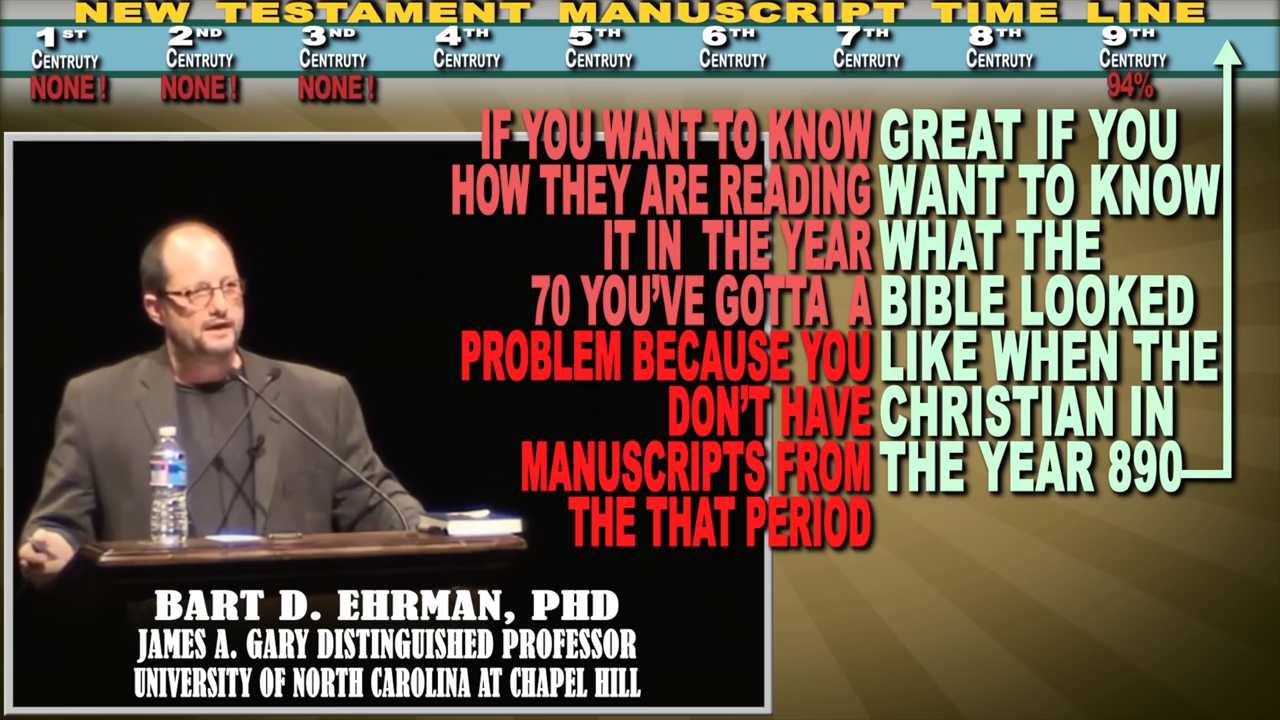 NEW TESTAMENT MANUSCRIPT TIME LINE
1ST 2ND 3ND 4TH 5TH 6TH 7TH 8TH 9TH
CENTRUTY CENTRUTY CENTRUTY CENTRUTY CENTRUTY CENTRUTY CENTRUTY CENTRUTY CENTRUTY
NONE! NONE! NONE! 94%
IF YOU WANT TO KNOW
HOW THEY ARE READING
IT IN THE YEAR
70 YOU'VE GOTTA A
PROBLEM BECAUSE YOU
DON'T HAVE
MANUSCRIPTS FROM
THE THAT PERIOD
GREAT IF YOU
WANT TO KNOW
WHAT THE
BIBLE LOOKED
LIKE WHEN THE
CHRISTIAN IN
THE YEAR 890
BART D. EHRMAN, PHD
JAMES A. GARY DISTINGUISHED PROFESSOR
UNIVERSITY OF NORTH CAROLINA AT CHAPEL HILL